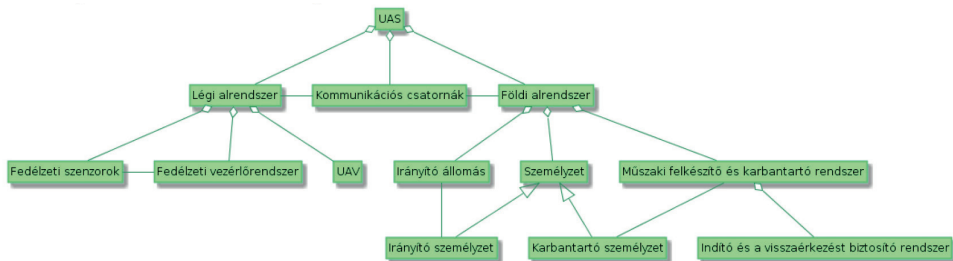 UAS
Légi alrendszer
Kommunikációs csatornák
Földi alrendszer
Fedélzeti szenzorok
Fedélzeti vezérlőrendszer
UAV
Irányító állomás
Személyzet
Műszaki felkészítő és karbantartó rendszer
Irányító személyzet
Karbantartó személyzet
Indító és a visszaérkezést biztosító rendszer